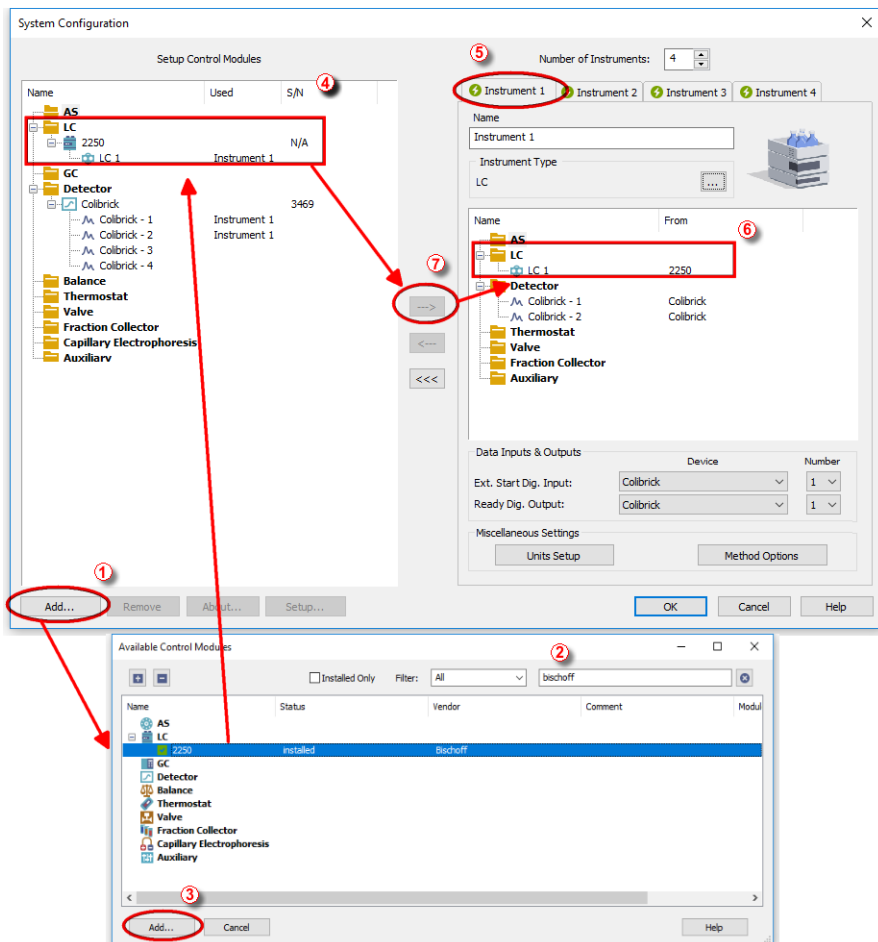 System Configuration
Setup Control Modules
Name Used S/N ④
AS
LC
2250 N/A
LC 1 Instrument 1
GC
Detector
Colibrick 3469
Colibrick - 1 Instrument 1
Colibrick - 2 Instrument 1
Colibrick - 3
Colibrick - 4
Balance
Thermostat
Valve
Fraction Collector
Capillary Electrophoresis
Auxiliary
⑦
--->
<---
<<<
⑤ Number of Instruments: 4
Instrument 1 Instrument 2 Instrument 3 Instrument 4
Name
Instrument 1
Instrument Type
LC ...
Name From ⑥
AS
LC
LC 1 2250
Detector
Colibrick - 1 Colibrick
Colibrick - 2 Colibrick
Thermostat
Valve
Fraction Collector
Auxiliary
Data Inputs & Outputs
Device Number
Ext. Start Dig. Input: Colibrick 1
Ready Dig. Output: Colibrick 1
Miscellaneous Settings
Units Setup Method Options
①
Add... Remove About... Setup... OK Cancel Help
Available Control Modules
②
Installed Only Filter: All bischoff
Name Status Vendor Comment Modul
AS
LC
2250 installed Bischoff
GC
Detector
Balance
Thermostat
Valve
Fraction Collector
Capillary Electrophoresis
Auxiliary
③
Add... Cancel Help